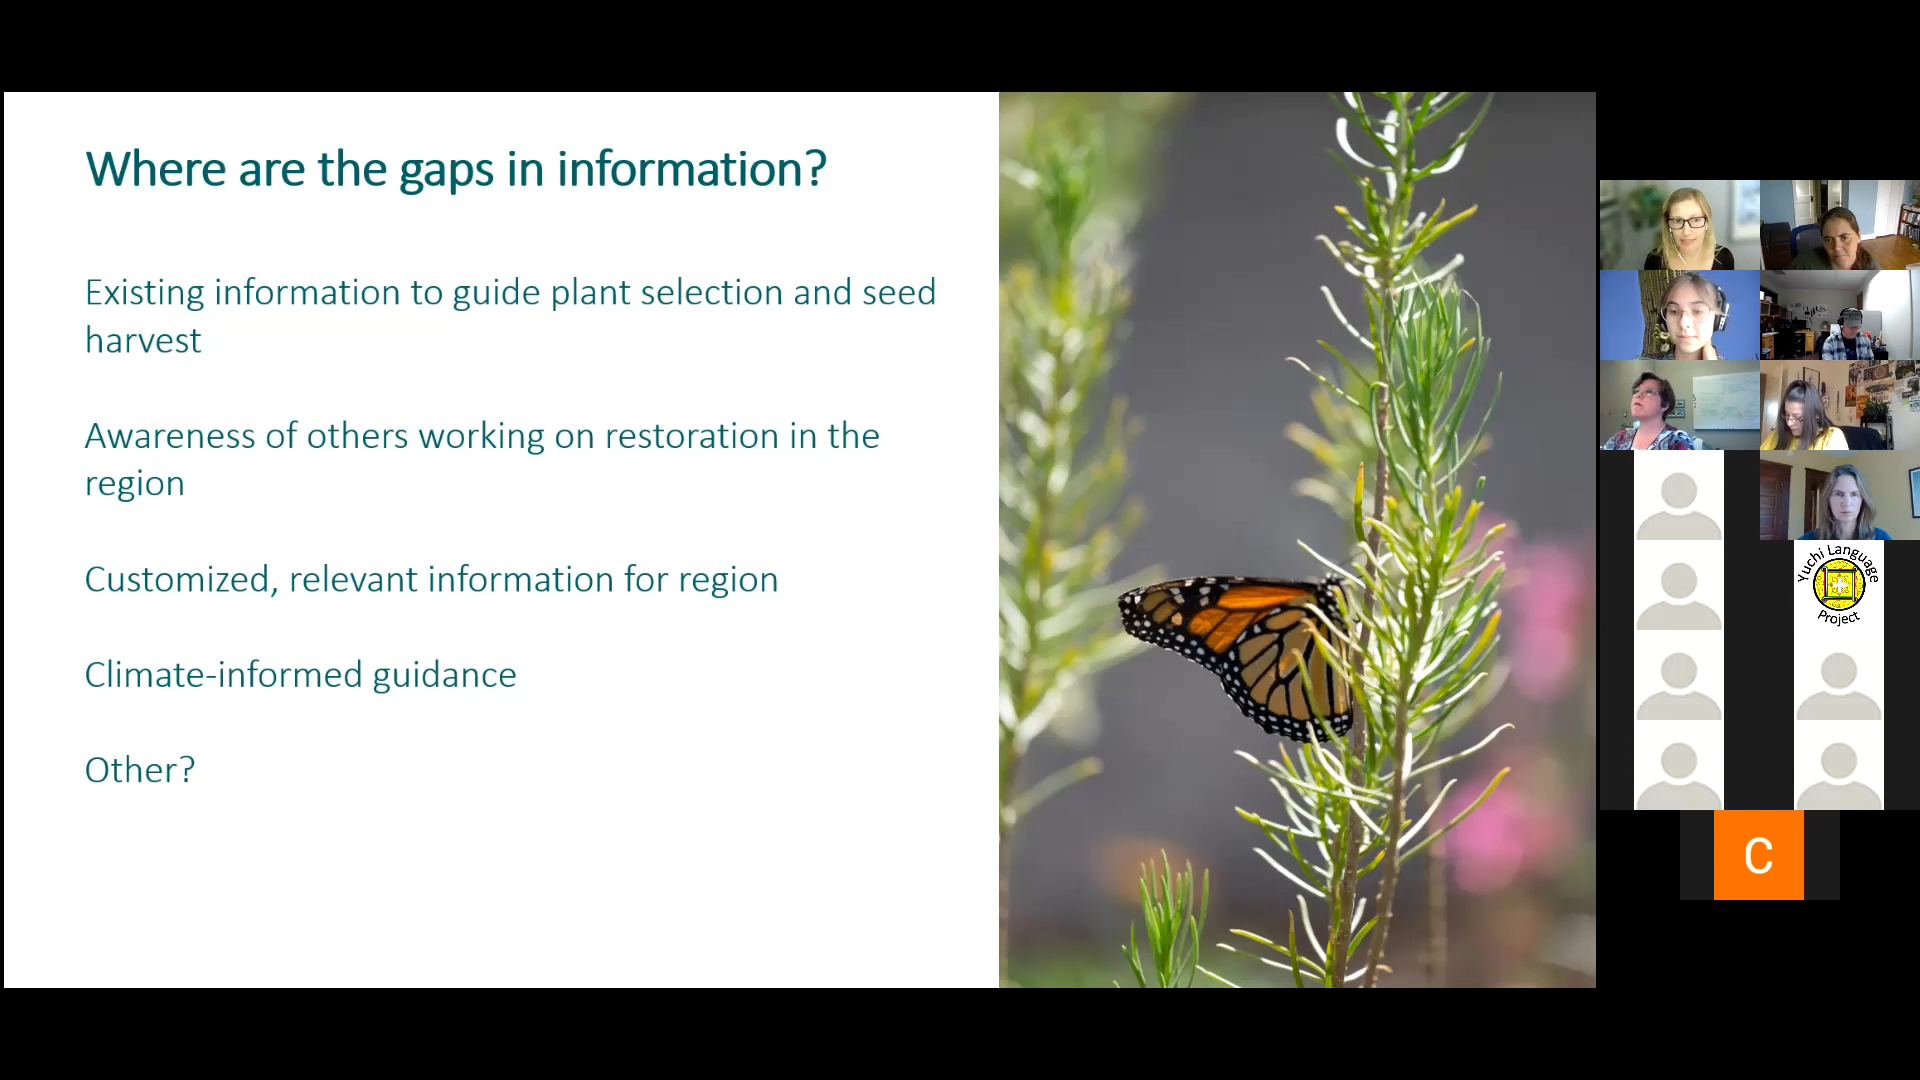 Where are the gaps in information?
Existing information to guide plant selection and seed
harvest
Awareness of others working on restoration in the
region
Customized, relevant information for region
Climate-informed guidance
Other?
Yuchi Language
Project
C